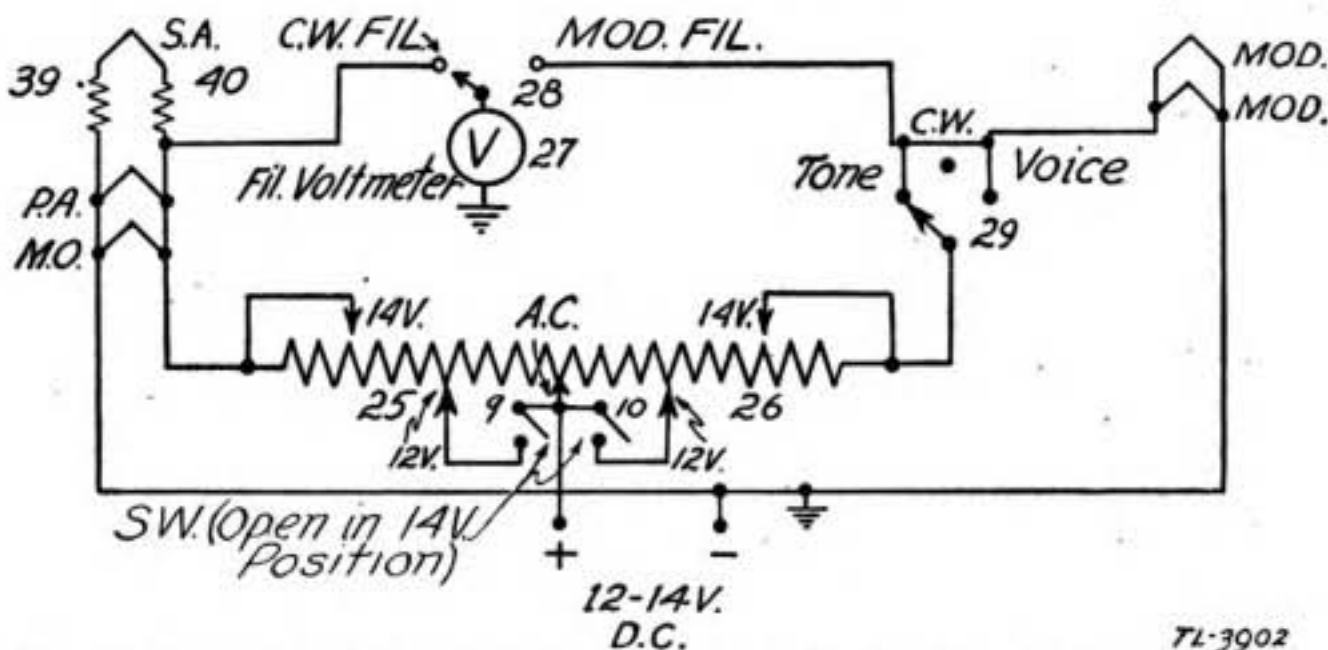 S.A.
C.W. FIL.
MOD. FIL.
MOD.
39
40
28
MOD.
V
27
C.W.
Fil. Voltmeter
Tone
Voice
P.A.
29
M.O.
14V.
A.C.
14V.
25
9
10
26
12V.
12V.
SW. (Open in 14V.
Position)
+
-
12-14V.
D.C.
TL-3902